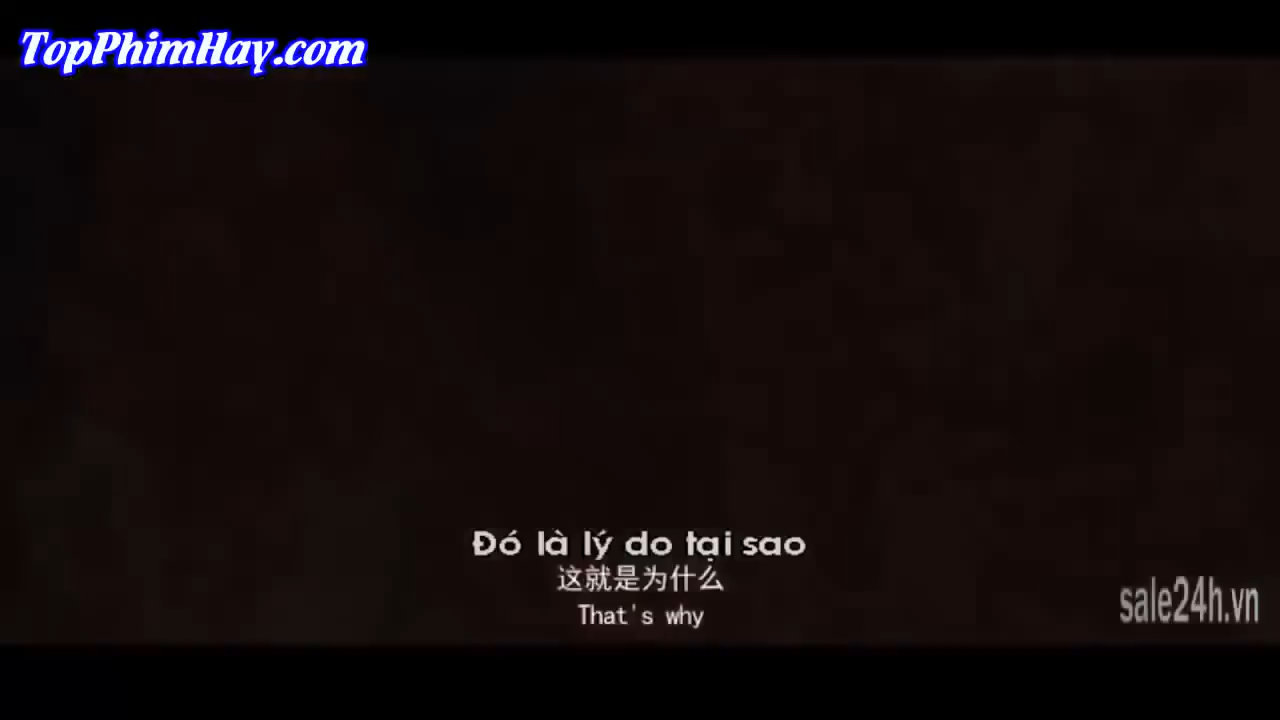 TopPhimHay.com
Đó là lý do tại sao
这就是为什么
That's why
sale24h.vn